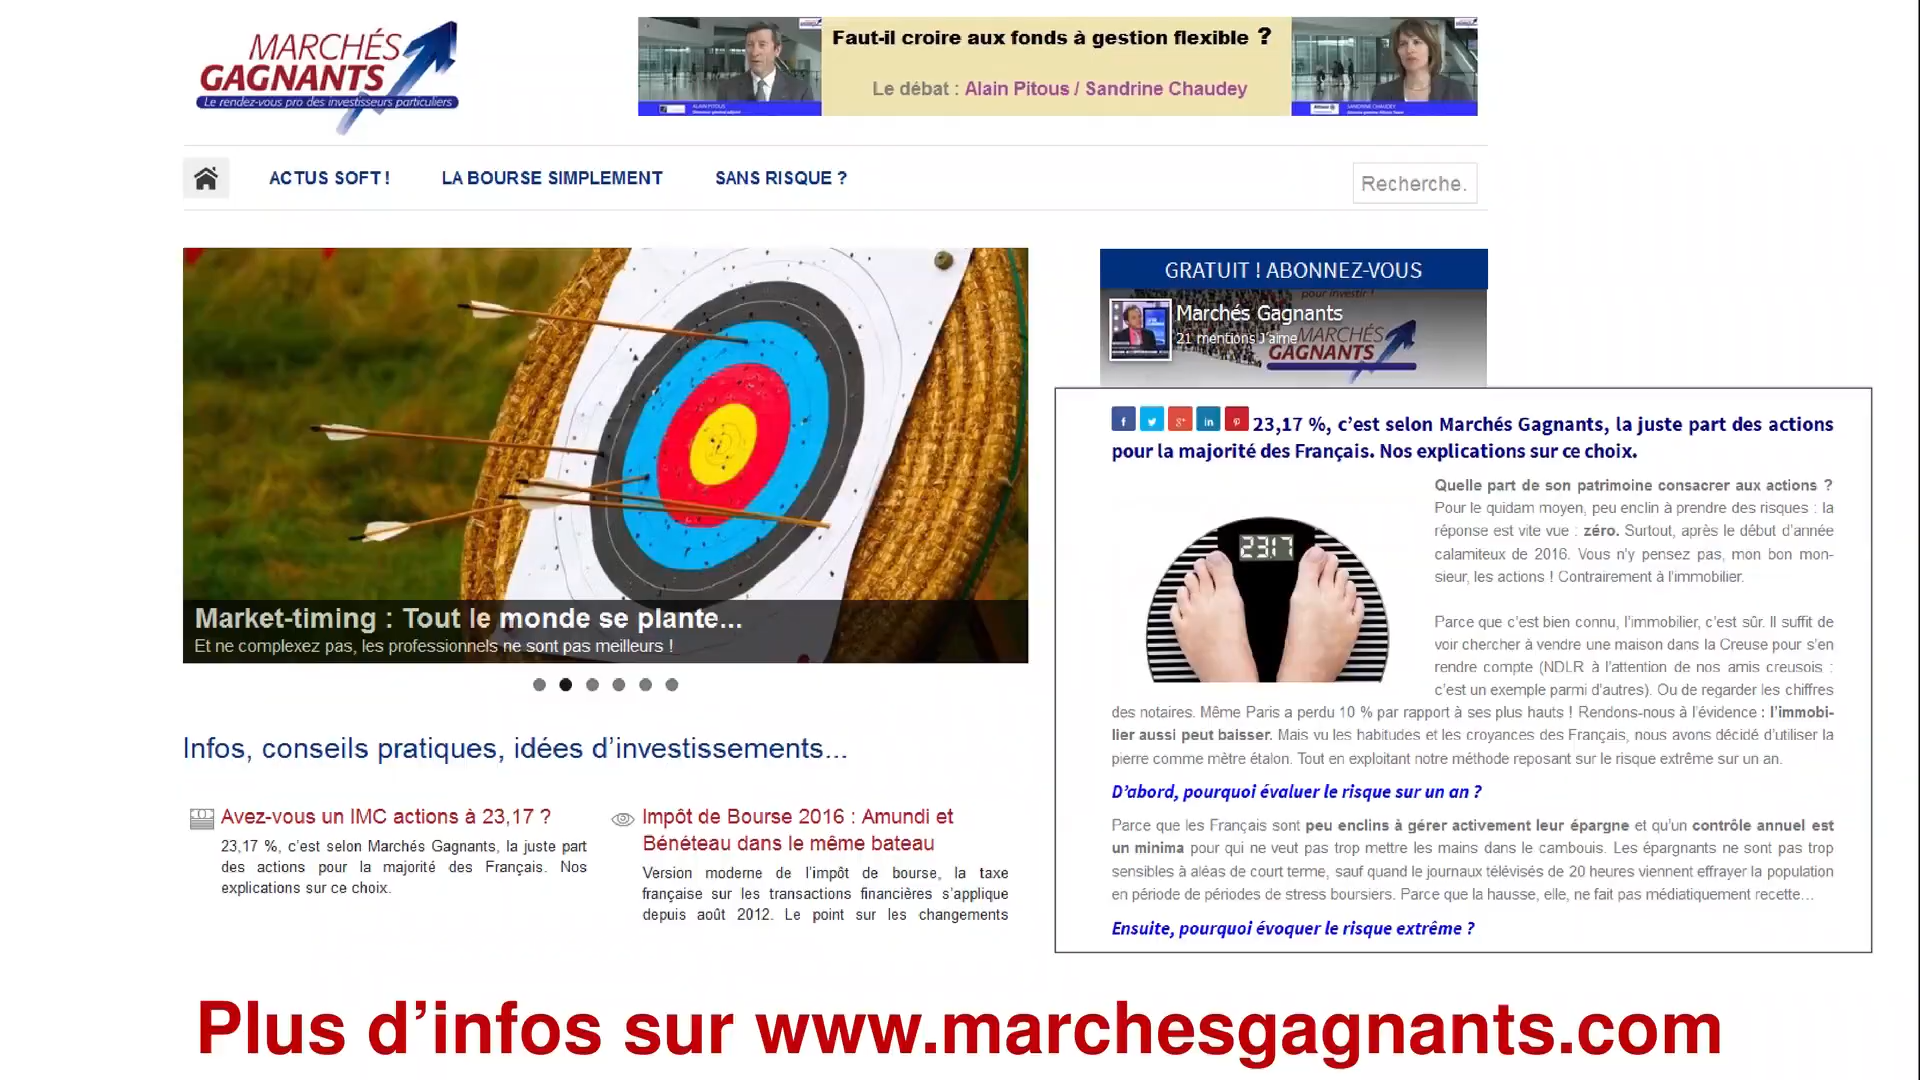 MARCHÉS
GAGNANTS
Le rendez-vous pro des investisseurs particuliers
Faut-il croire aux fonds à gestion flexible ?
Le débat : Alain Pitous / Sandrine Chaudey
ALAIN PITOUS
SANDRINE CHAUDEY
ACTUS SOFT !
LA BOURSE SIMPLEMENT
SANS RISQUE ?
Recherche.
Market-timing : Tout le monde se plante...
Et ne complexez pas, les professionnels ne sont pas meilleurs !
GRATUIT ! ABONNEZ-VOUS
pour investir !
Marchés Gagnants
21 mentions J'aime
MARCHÉS
GAGNANTS
23,17 %, c’est selon Marchés Gagnants, la juste part des actions
pour la majorité des Français. Nos explications sur ce choix.
23.17
Quelle part de son patrimoine consacrer aux actions ?
Pour le quidam moyen, peu enclin à prendre des risques : la
réponse est vite vue : zéro. Surtout, après le début d’année
calamiteux de 2016. Vous n’y pensez pas, mon bon mon-
sieur, les actions ! Contrairement à l’immobilier.
Parce que c’est bien connu, l’immobilier, c’est sûr. Il suffit de
voir chercher à vendre une maison dans la Creuse pour s’en
rendre compte (NDLR à l’attention de nos amis creusois :
c’est un exemple parmi d’autres). Ou de regarder les chiffres
des notaires. Même Paris a perdu 10 % par rapport à ses plus hauts ! Rendons-nous à l’évidence : l’immobi-
lier aussi peut baisser. Mais vu les habitudes et les croyances des Français, nous avons décidé d’utiliser la
pierre comme mètre étalon. Tout en exploitant notre méthode reposant sur le risque extrême sur un an.
D’abord, pourquoi évaluer le risque sur un an ?
Parce que les Français sont peu enclins à gérer activement leur épargne et qu’un contrôle annuel est
un minima pour qui ne veut pas trop mettre les mains dans le cambouis. Les épargnants ne sont pas trop
sensibles à aléas de court terme, sauf quand le journaux télévisés de 20 heures viennent effrayer la population
en période de périodes de stress boursiers. Parce que la hausse, elle, ne fait pas médiatiquement recette…
Ensuite, pourquoi évoquer le risque extrême ?
Infos, conseils pratiques, idées d’investissements...
Avez-vous un IMC actions à 23,17 ?
23,17 %, c’est selon Marchés Gagnants, la juste part
des actions pour la majorité des Français. Nos
explications sur ce choix.
Impôt de Bourse 2016 : Amundi et
Bénéteau dans le même bateau
Version moderne de l’impôt de bourse, la taxe
française sur les transactions financières s’applique
depuis août 2012. Le point sur les changements
Plus d’infos sur www.marchesgagnants.com